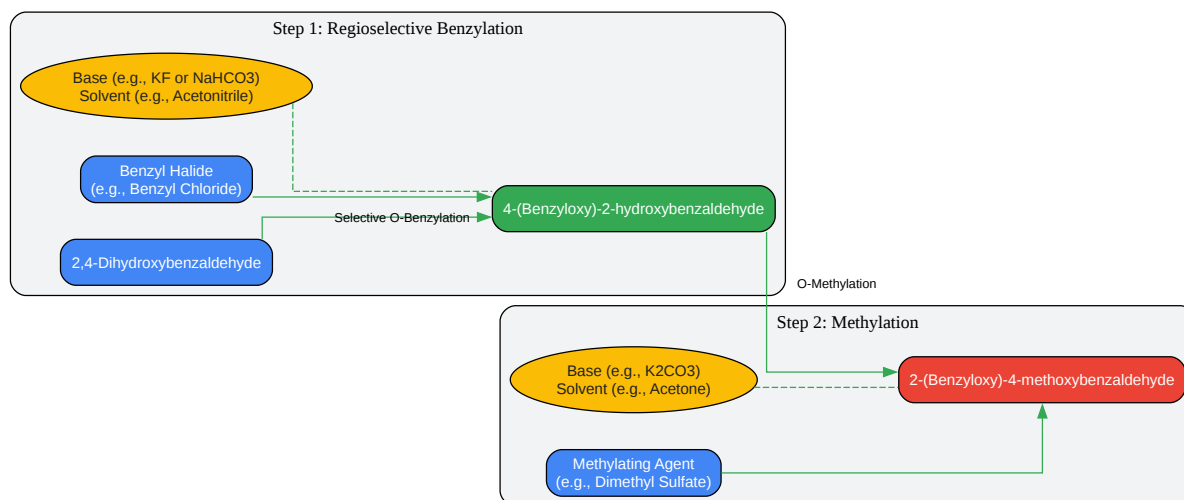 Step 1: Regioselective Benzylation
Base (e.g., KF or NaHCO3)
Solvent (e.g., Acetonitrile)
Benzyl Halide
(e.g., Benzyl Chloride)
4-(Benzyloxy)-2-hydroxybenzaldehyde
Selective O-Benzylation
2,4-Dihydroxybenzaldehyde
O-Methylation
Step 2: Methylation
Base (e.g., K2CO3)
Solvent (e.g., Acetone)
2-(Benzyloxy)-4-methoxybenzaldehyde
Methylating Agent
(e.g., Dimethyl Sulfate)